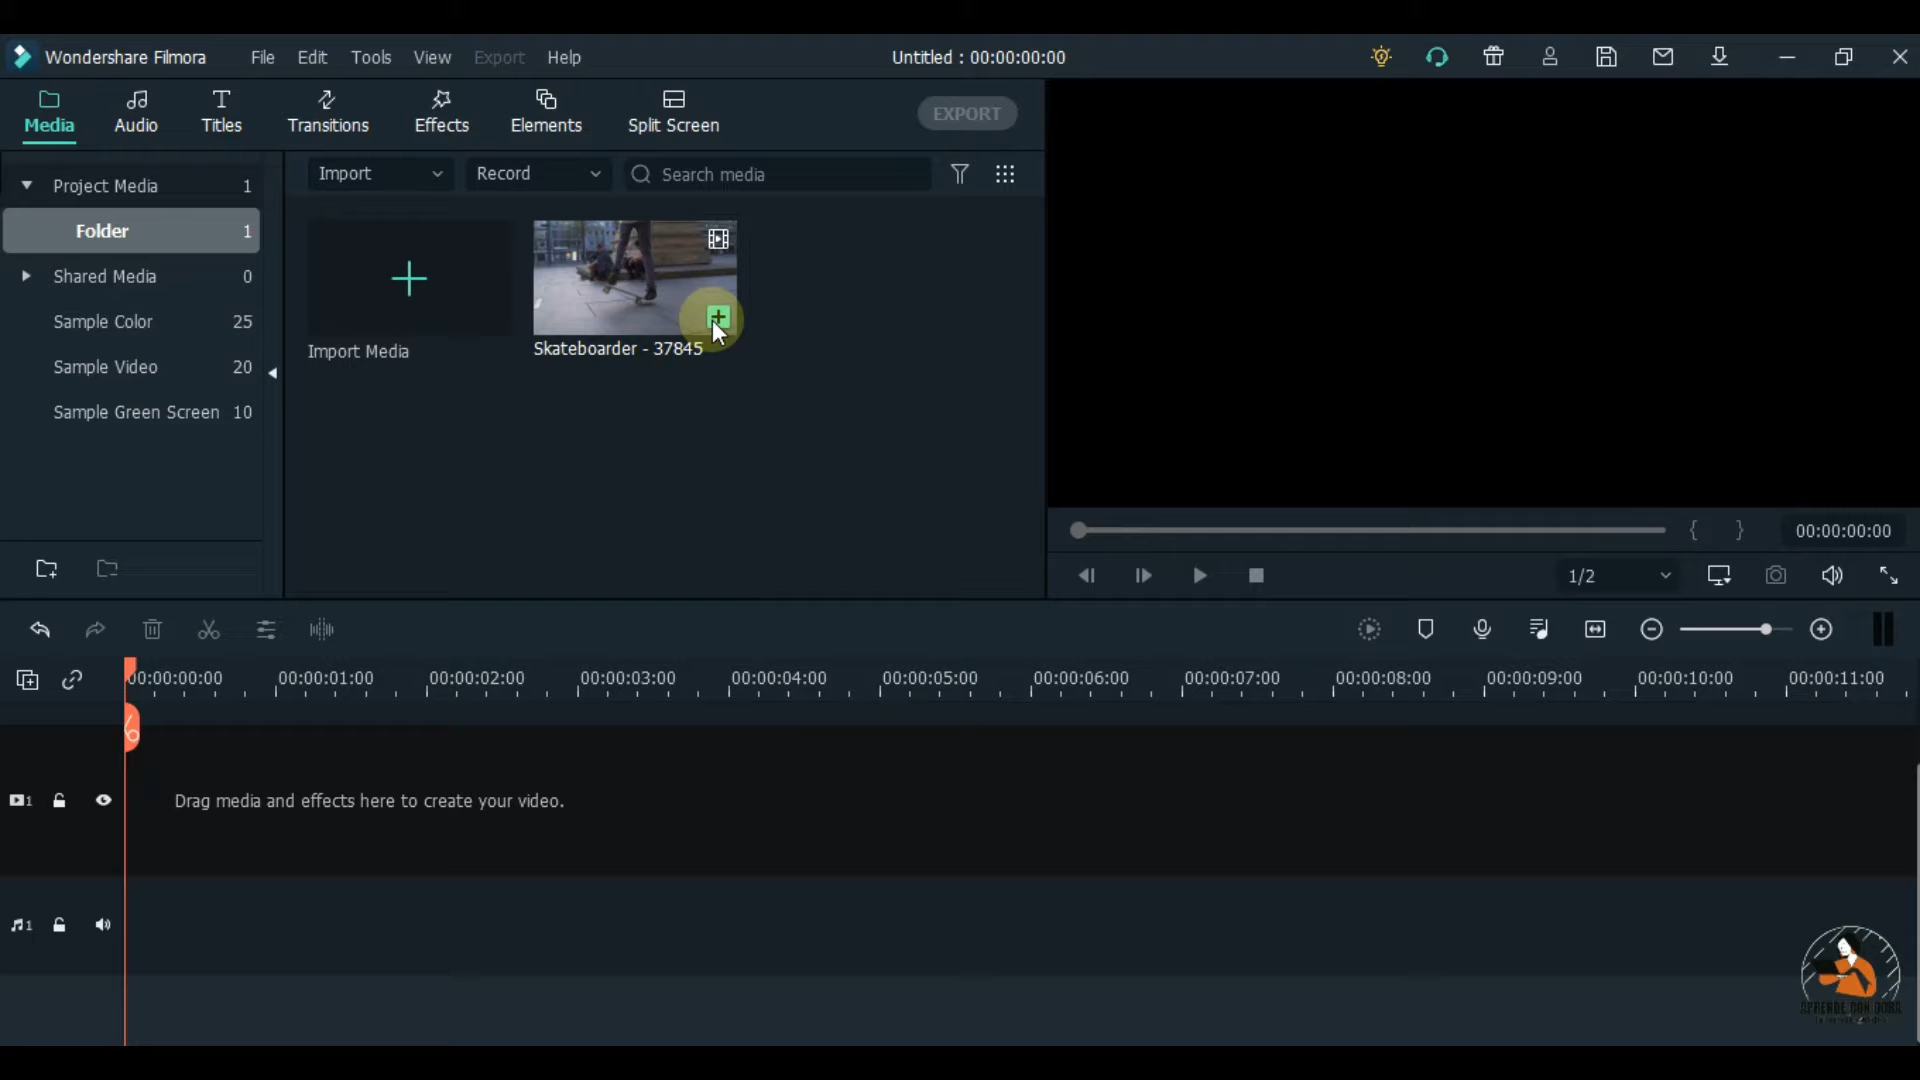 Wondershare Filmora File Edit Tools View Export Help Untitled : 00:00:00:00
Media Audio Titles Transitions Effects Elements Split Screen EXPORT
Project Media 1
Folder 1
Shared Media 0
Sample Color 25
Sample Video 20
Sample Green Screen 10
Import Record Search media
Import Media
Skateboarder - 37845
{ } 00:00:00:00
1/2
00:00:00:00 00:00:01:00 00:00:02:00 00:00:03:00 00:00:04:00 00:00:05:00 00:00:06:00 00:00:07:00 00:00:08:00 00:00:09:00 00:00:10:00 00:00:11:00
1 Drag media and effects here to create your video.
1
APRENDE CON DORA